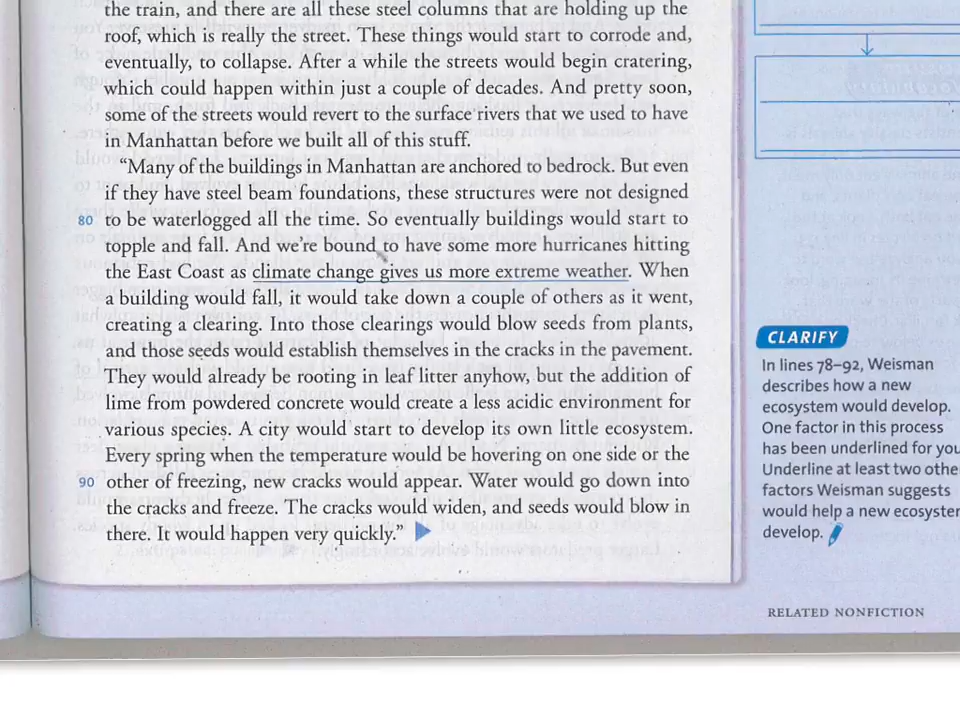 the train, and there are all these steel columns that are holding up the
roof, which is really the street. These things would start to corrode and,
eventually, to collapse. After a while the streets would begin cratering,
which could happen within just a couple of decades. And pretty soon,
some of the streets would revert to the surface rivers that we used to have
in Manhattan before we built all of this stuff.
“Many of the buildings in Manhattan are anchored to bedrock. But even
if they have steel beam foundations, these structures were not designed
80 to be waterlogged all the time. So eventually buildings would start to
topple and fall. And we’re bound to have some more hurricanes hitting
the East Coast as climate change gives us more extreme weather. When
a building would fall, it would take down a couple of others as it went,
creating a clearing. Into those clearings would blow seeds from plants,
and those seeds would establish themselves in the cracks in the pavement.
They would already be rooting in leaf litter anyhow, but the addition of
lime from powdered concrete would create a less acidic environment for
various species. A city would start to develop its own little ecosystem.
Every spring when the temperature would be hovering on one side or the
90 other of freezing, new cracks would appear. Water would go down into
the cracks and freeze. The cracks would widen, and seeds would blow in
there. It would happen very quickly.”
CLARIFY
In lines 78–92, Weisman
describes how a new
ecosystem would develop.
One factor in this process
has been underlined for you
Underline at least two othe
factors Weisman suggests
would help a new ecosyster
develop.
RELATED NONFICTION